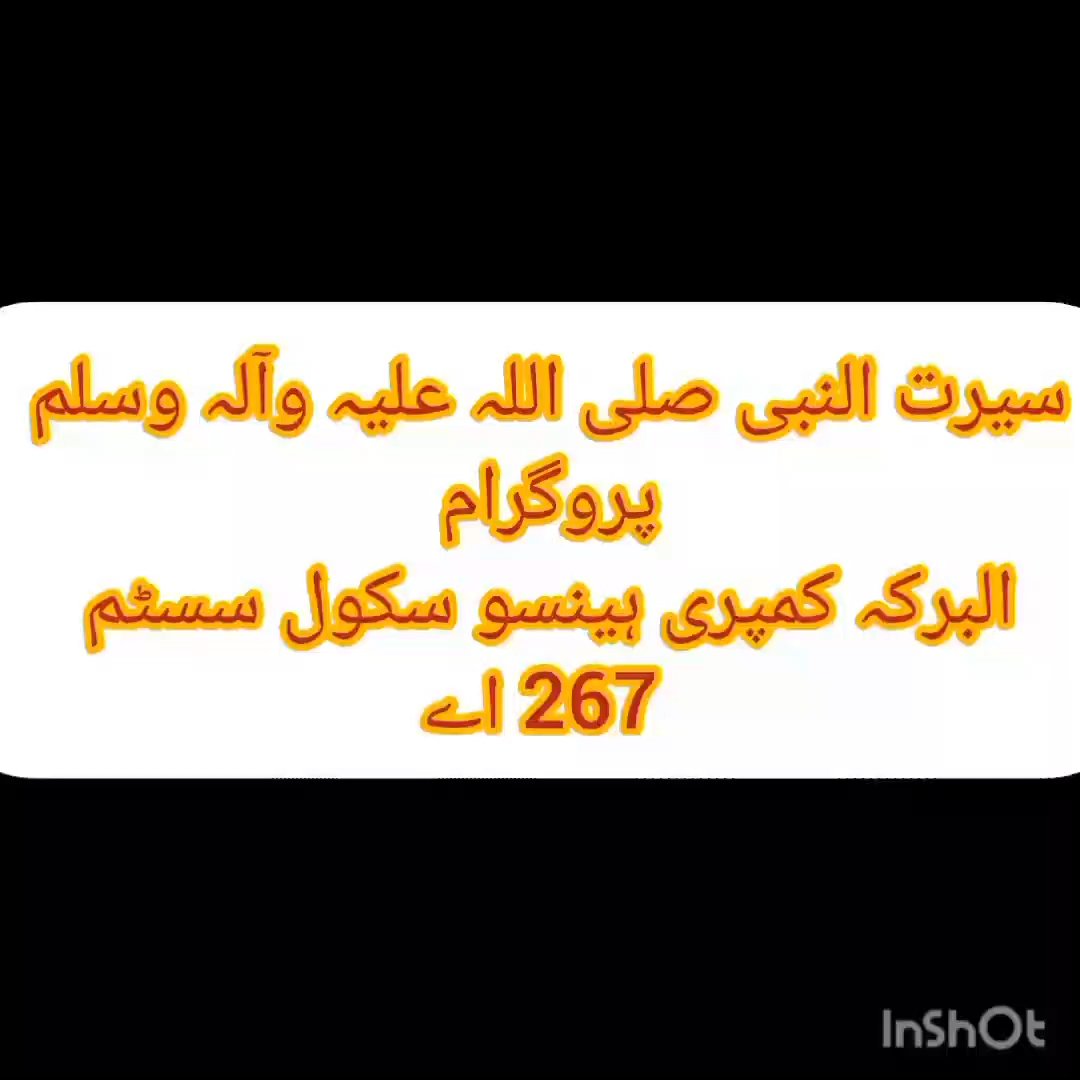 سیرت النبی صلی اللہ علیہ وآلہ وسلم
پروگرام
البرکہ کمپری ہینسو سکول سسٹم
267 اے
InShOt